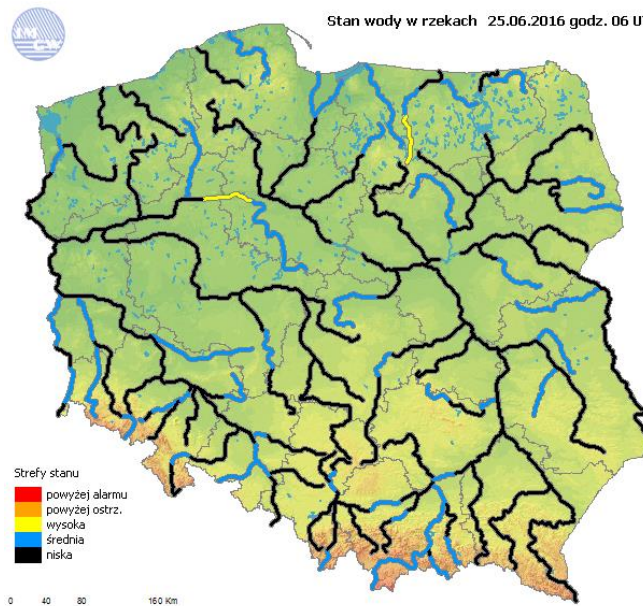 IMGW
Stan wody w rzekach 25.06.2016 godz. 06 U
Strefy stanu
powyżej alarmu
powyżej ostrz.
wysoka
średnia
niska
0 40 80 160 Km